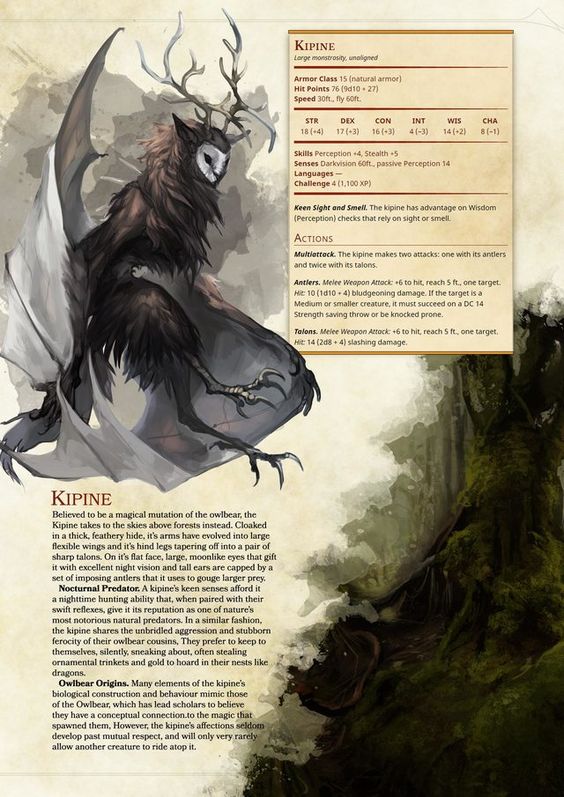 KIPINE
Large monstrosity, unaligned
Armor Class 15 (natural armor)
Hit Points 76 (9d10 + 27)
Speed 30ft., fly 60ft.
STR DEX CON INT WIS CHA
18 (+4) 17 (+3) 16 (+3) 4 (−3) 14 (+2) 8 (−1)
Skills Perception +4, Stealth +5
Senses Darkvision 60ft., passive Perception 14
Languages —
Challenge 4 (1,100 XP)
Keen Sight and Smell. The kipine has advantage on Wisdom
(Perception) checks that rely on sight or smell.
ACTIONS
Multiattack. The kipine makes two attacks: one with its antlers
and twice with its talons.
Antlers. Melee Weapon Attack: +6 to hit, reach 5 ft., one target.
Hit: 10 (1d10 + 4) bludgeoning damage. If the target is a
Medium or smaller creature, it must succeed on a DC 14
Strength saving throw or be knocked prone.
Talons. Melee Weapon Attack: +6 to hit, reach 5 ft., one target.
Hit: 14 (2d8 + 4) slashing damage.
KIPINE
Believed to be a magical mutation of the owlbear, the
Kipine takes to the skies above forests instead. Cloaked
in a thick, feathery hide, it's arms have evolved into large
flexible wings and it's hind legs tapering off into a pair of
sharp talons. On it's flat face, large, moonlike eyes that gift
it with excellent night vision and tall ears are capped by a
set of imposing antlers that it uses to gouge larger prey.
Nocturnal Predator. A kipine's keen senses afford it
a nighttime hunting ability that, when paired with their
swift reflexes, give it its reputation as one of nature's
most notorious natural predators. In a similar fashion,
the kipine shares the unbridled aggression and stubborn
ferocity of their owlbear cousins, They prefer to keep to
themselves, silently, sneaking about, often stealing
ornamental trinkets and gold to hoard in their nests like
dragons.
Owlbear Origins. Many elements of the kipine's
biological construction and behaviour mimic those
of the Owlbear, which has lead scholars to believe
they have a conceptual connection.to the magic that
spawned them, However, the kipine's affections seldom
develop past mutual respect, and will only very rarely
allow another creature to ride atop it.